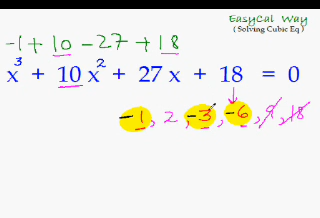 EasyCal Way
( Solving Cubic Eq )
-1 + 10 - 27 + 18
x³ + 10 x² + 27 x + 18 = 0
-1, 2, -3, -6, 9, 18